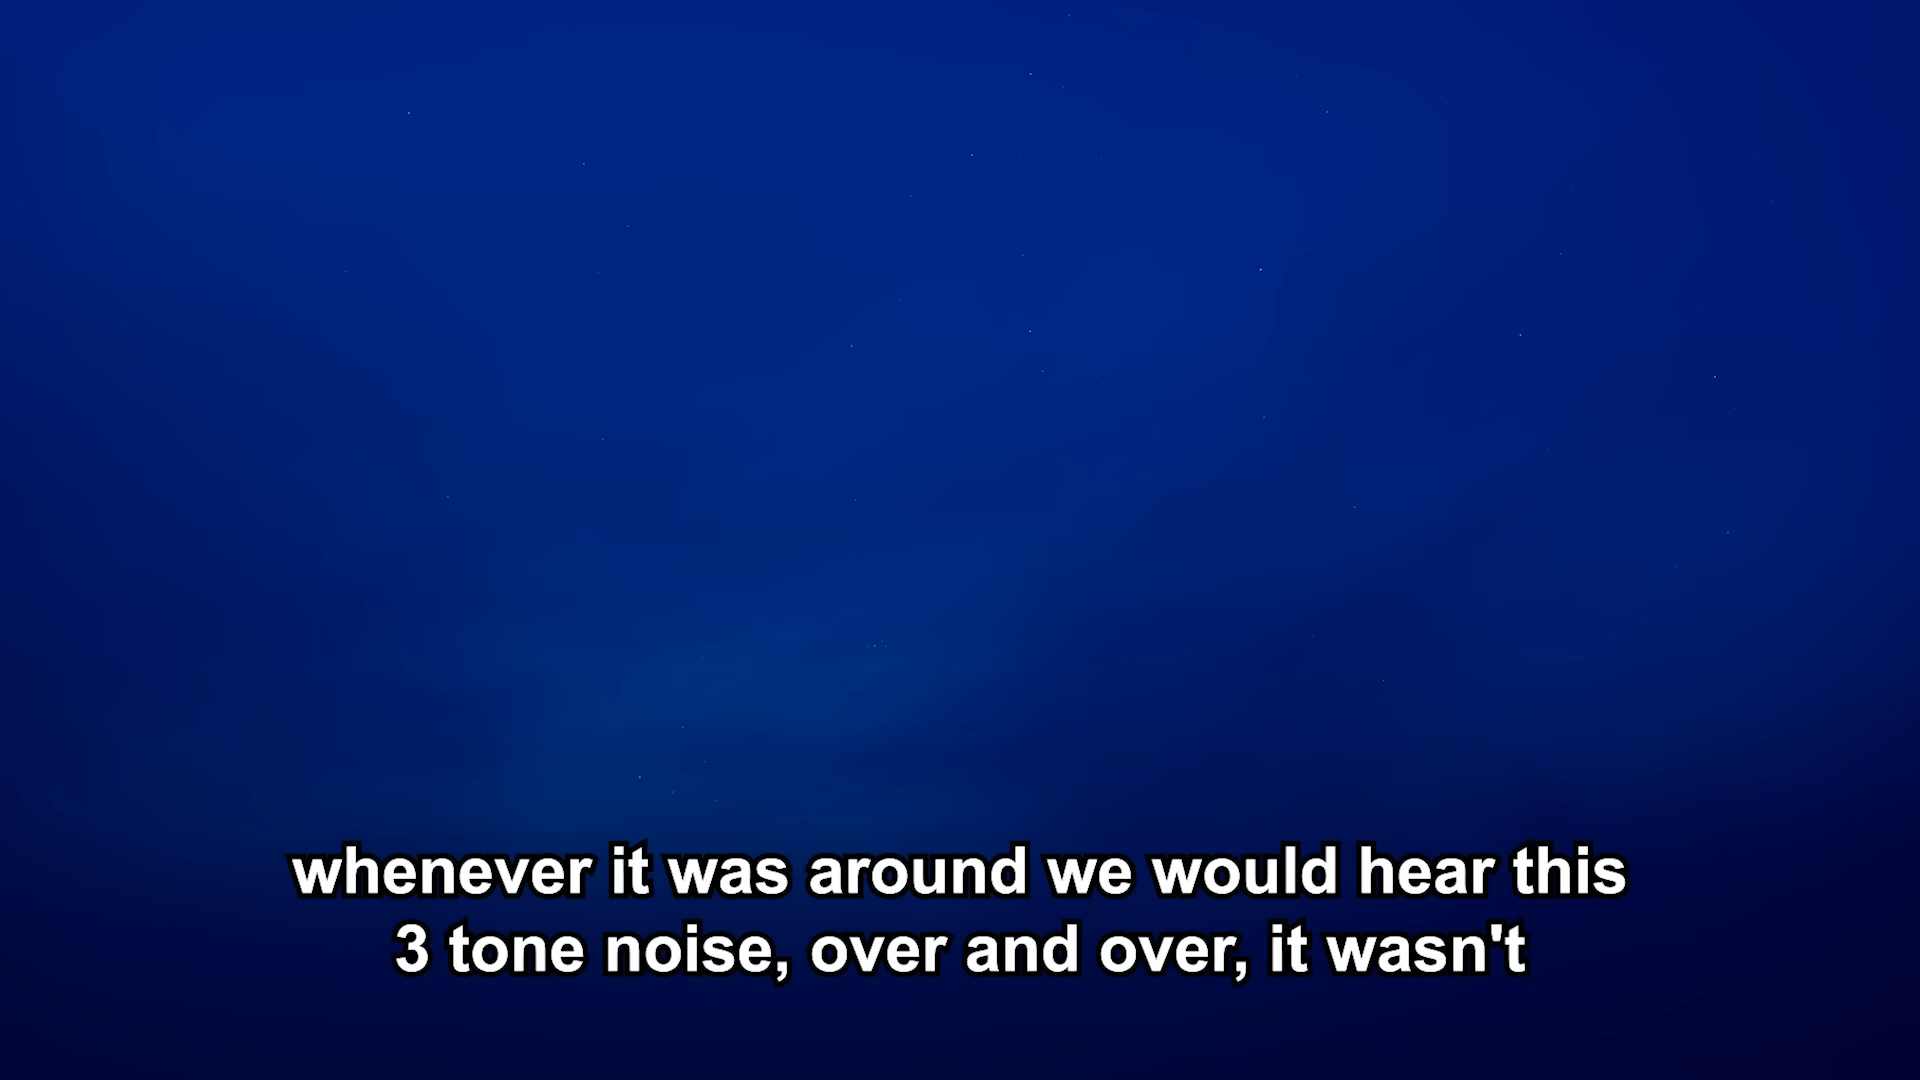 whenever it was around we would hear this
3 tone noise, over and over, it wasn't